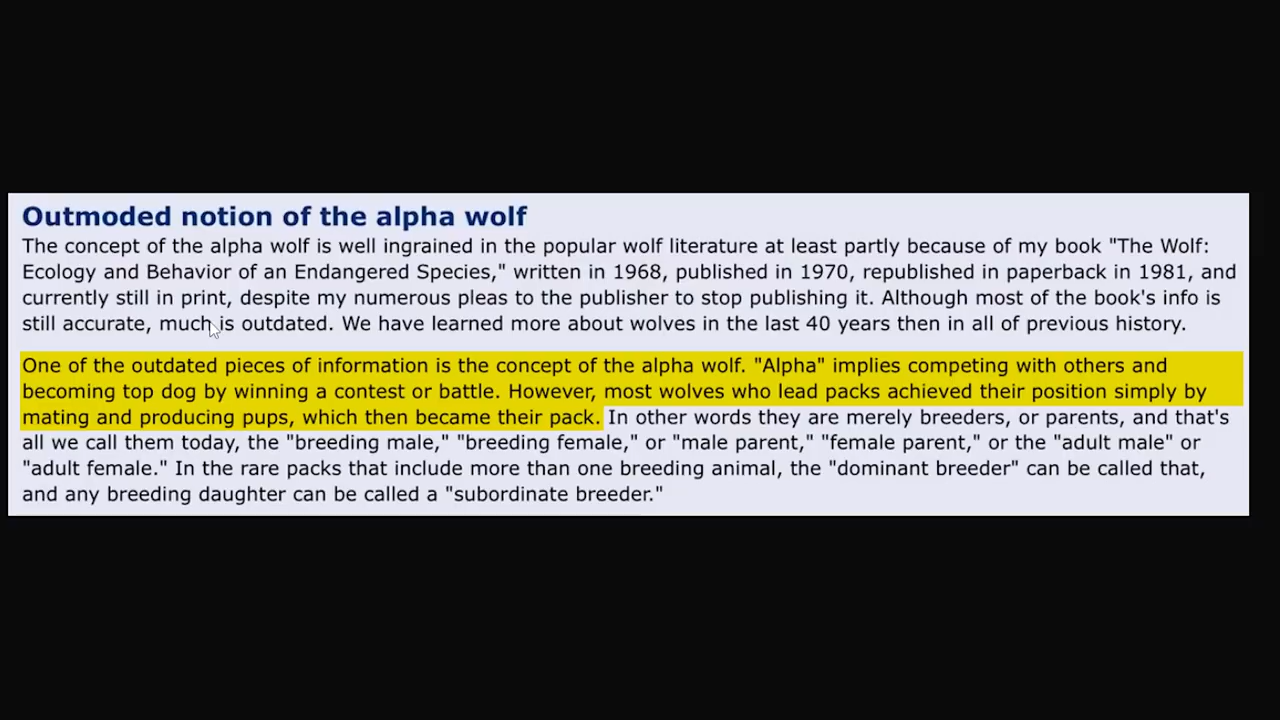 Outmoded notion of the alpha wolf
The concept of the alpha wolf is well ingrained in the popular wolf literature at least partly because of my book "The Wolf:
Ecology and Behavior of an Endangered Species," written in 1968, published in 1970, republished in paperback in 1981, and
currently still in print, despite my numerous pleas to the publisher to stop publishing it. Although most of the book's info is
still accurate, much is outdated. We have learned more about wolves in the last 40 years then in all of previous history.
One of the outdated pieces of information is the concept of the alpha wolf. "Alpha" implies competing with others and
becoming top dog by winning a contest or battle. However, most wolves who lead packs achieved their position simply by
mating and producing pups, which then became their pack. In other words they are merely breeders, or parents, and that's
all we call them today, the "breeding male," "breeding female," or "male parent," "female parent," or the "adult male" or
"adult female." In the rare packs that include more than one breeding animal, the "dominant breeder" can be called that,
and any breeding daughter can be called a "subordinate breeder."